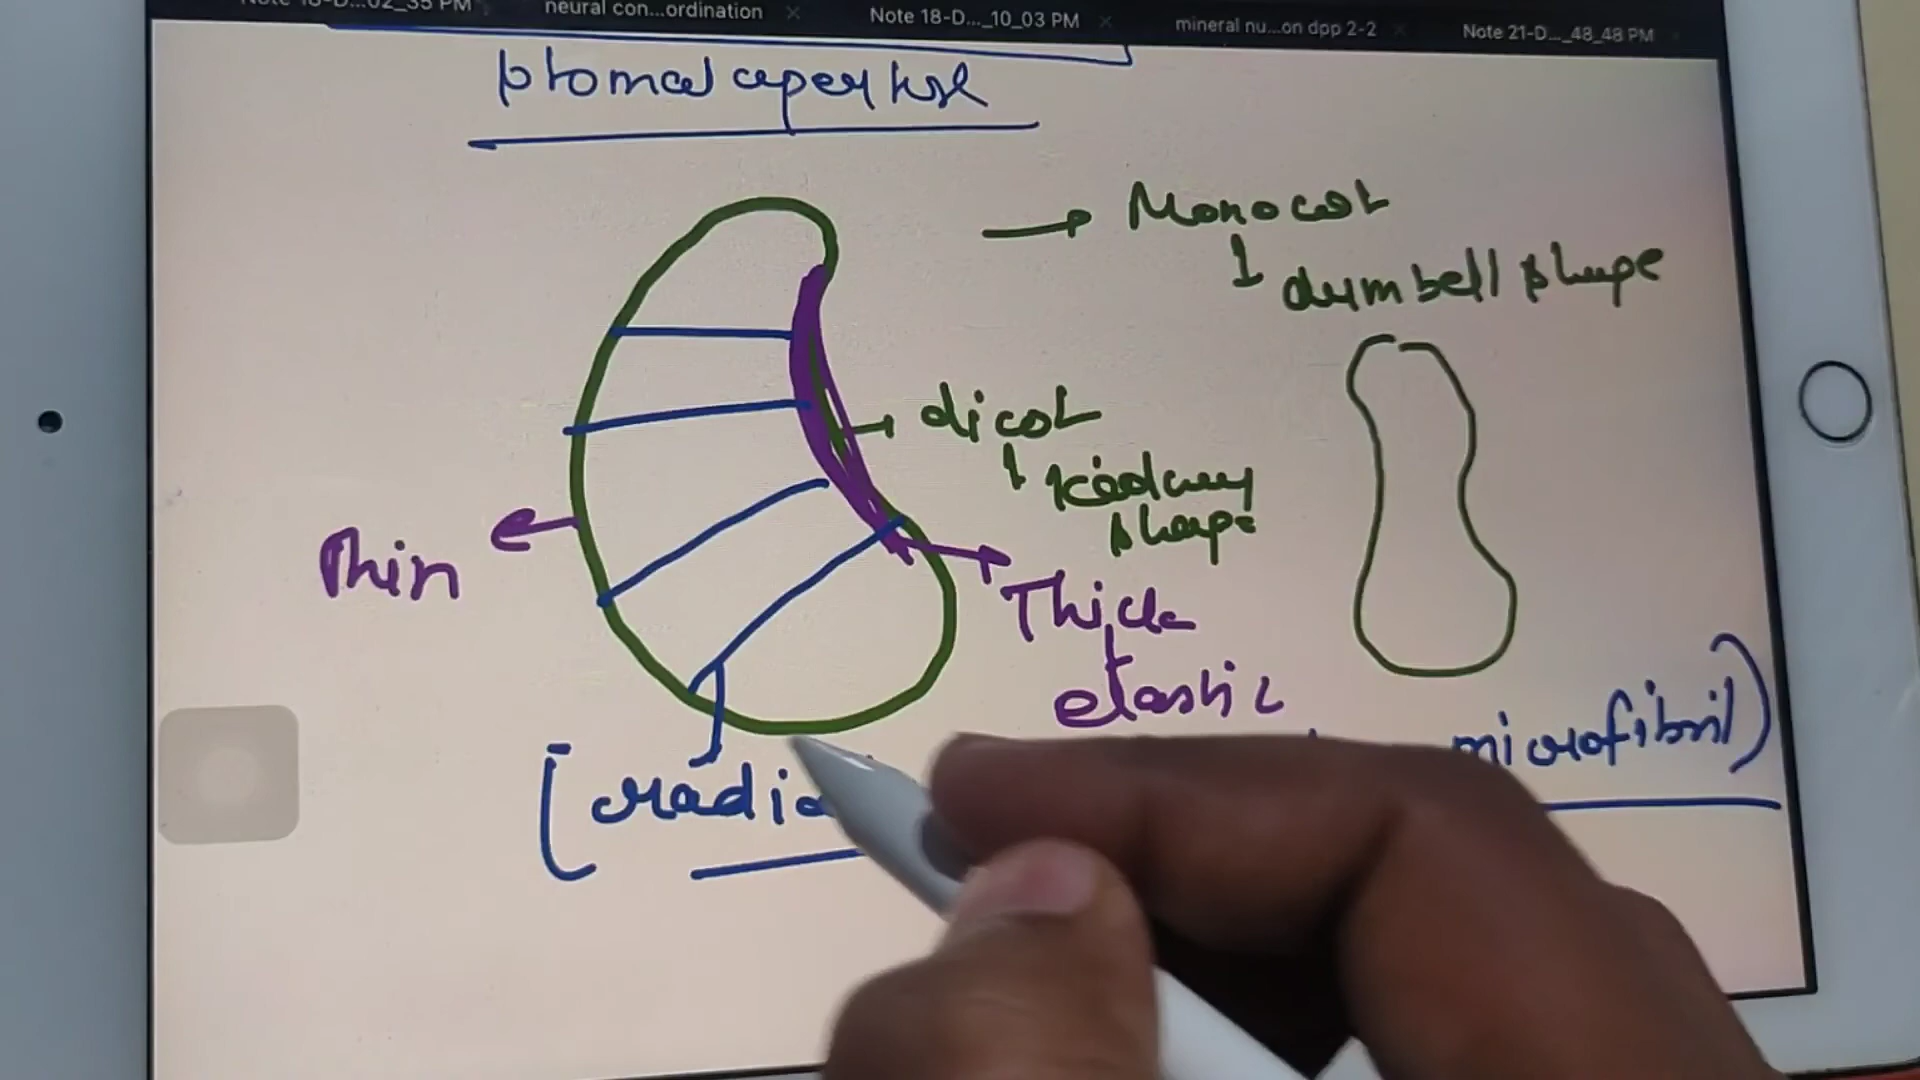 neural con...ordination
Note 18-D..._10_03 PM
mineral nu...on dpp 2-2
Note 21-D..._48_48 PM
stomal aperture
Monocot
dumbell shape
dicot
kidney
shape
Thin
Thick
elastic
microfibril)